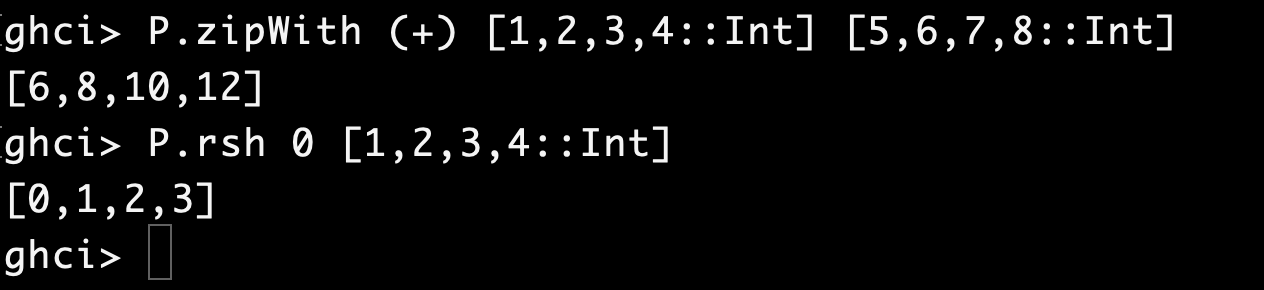 ghci> P.zipWith (+) [1,2,3,4::Int] [5,6,7,8::Int]
[6,8,10,12]
ghci> P.rsh 0 [1,2,3,4::Int]
[0,1,2,3]
ghci>